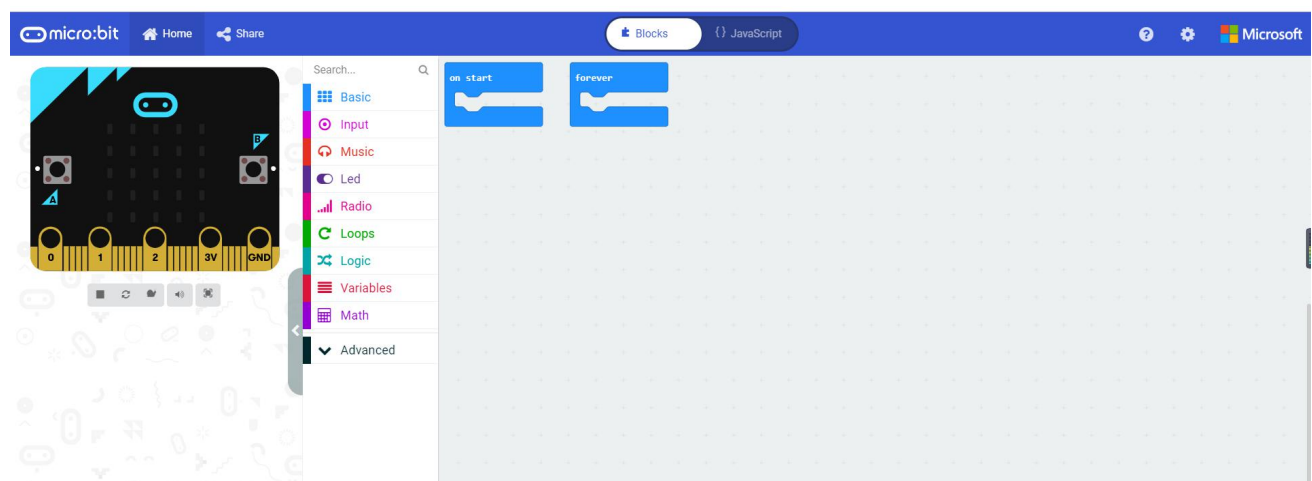 micro:bit Home Share Blocks {} JavaScript ? Microsoft
Search...
Basic
Input
Music
Led
Radio
Loops
Logic
Variables
Math
Advanced
on start
forever
A
B
0 1 2 3V GND